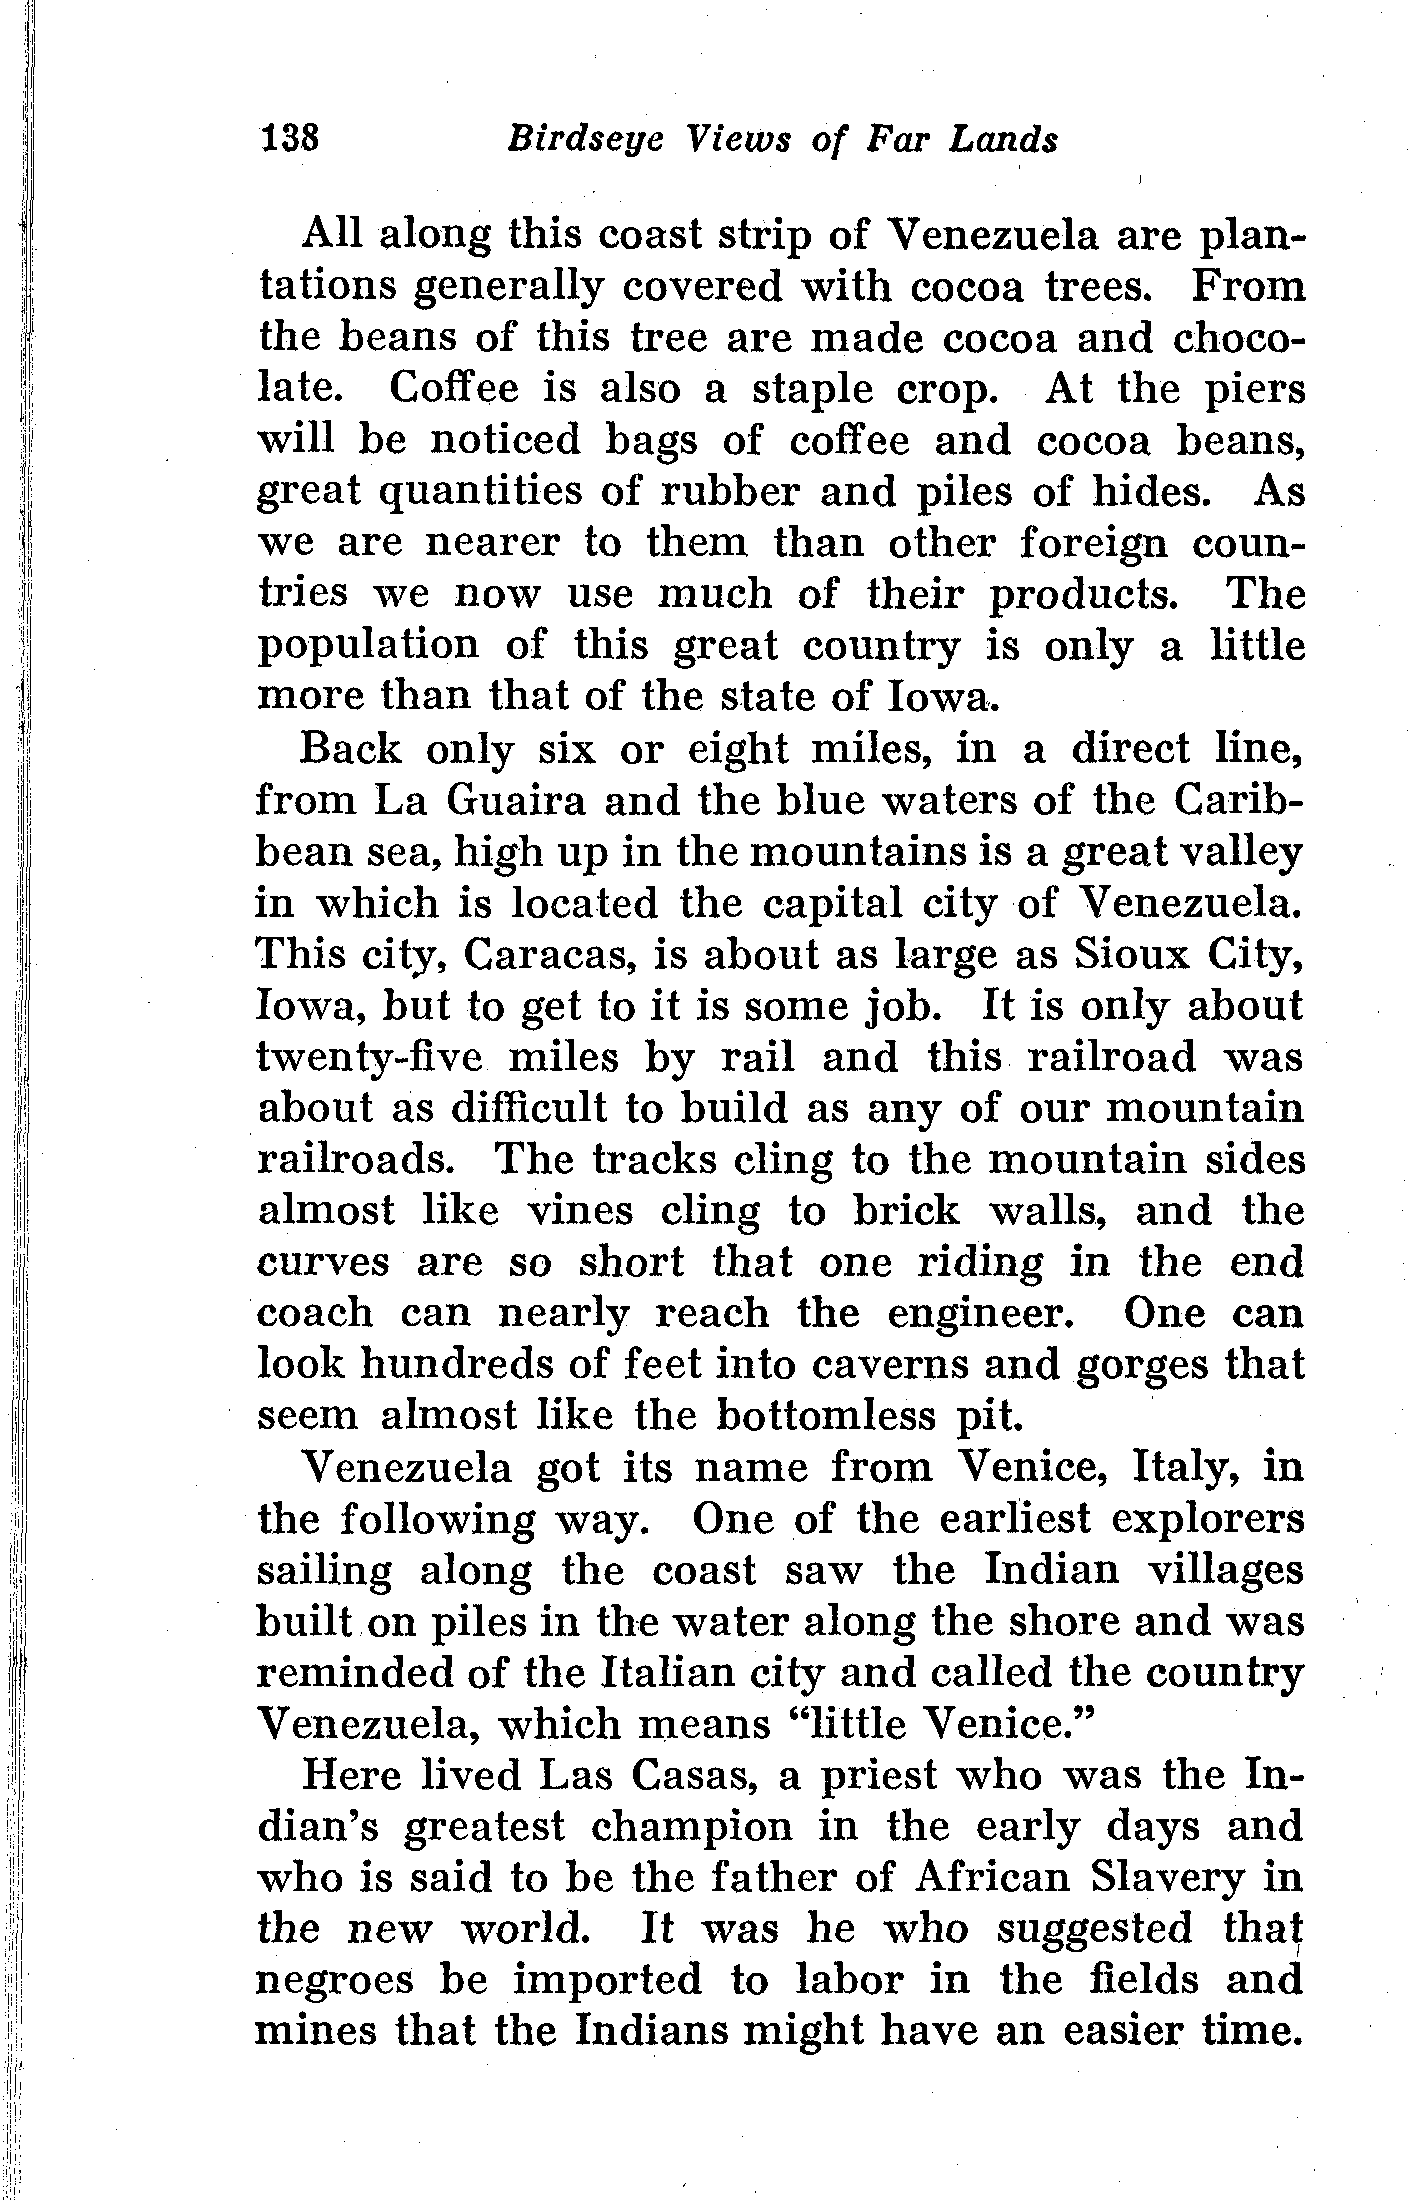 138 Birdseye Views of Far Lands
All along this coast strip of Venezuela are plan-
tations generally covered with cocoa trees. From
the beans of this tree are made cocoa and choco-
late. Coffee is also a staple crop. At the piers
will be noticed bags of coffee and cocoa beans,
great quantities of rubber and piles of hides. As
we are nearer to them than other foreign coun-
tries we now use much of their products. The
population of this great country is only a little
more than that of the state of Iowa.
Back only six or eight miles, in a direct line,
from La Guaira and the blue waters of the Carib-
bean sea, high up in the mountains is a great valley
in which is located the capital city of Venezuela.
This city, Caracas, is about as large as Sioux City,
Iowa, but to get to it is some job. It is only about
twenty-five miles by rail and this railroad was
about as difficult to build as any of our mountain
railroads. The tracks cling to the mountain sides
almost like vines cling to brick walls, and the
curves are so short that one riding in the end
coach can nearly reach the engineer. One can
look hundreds of feet into caverns and gorges that
seem almost like the bottomless pit.
Venezuela got its name from Venice, Italy, in
the following way. One of the earliest explorers
sailing along the coast saw the Indian villages
built on piles in the water along the shore and was
reminded of the Italian city and called the country
Venezuela, which means “little Venice.”
Here lived Las Casas, a priest who was the In-
dian’s greatest champion in the early days and
who is said to be the father of African Slavery in
the new world. It was he who suggested that
negroes be imported to labor in the fields and
mines that the Indians might have an easier time.